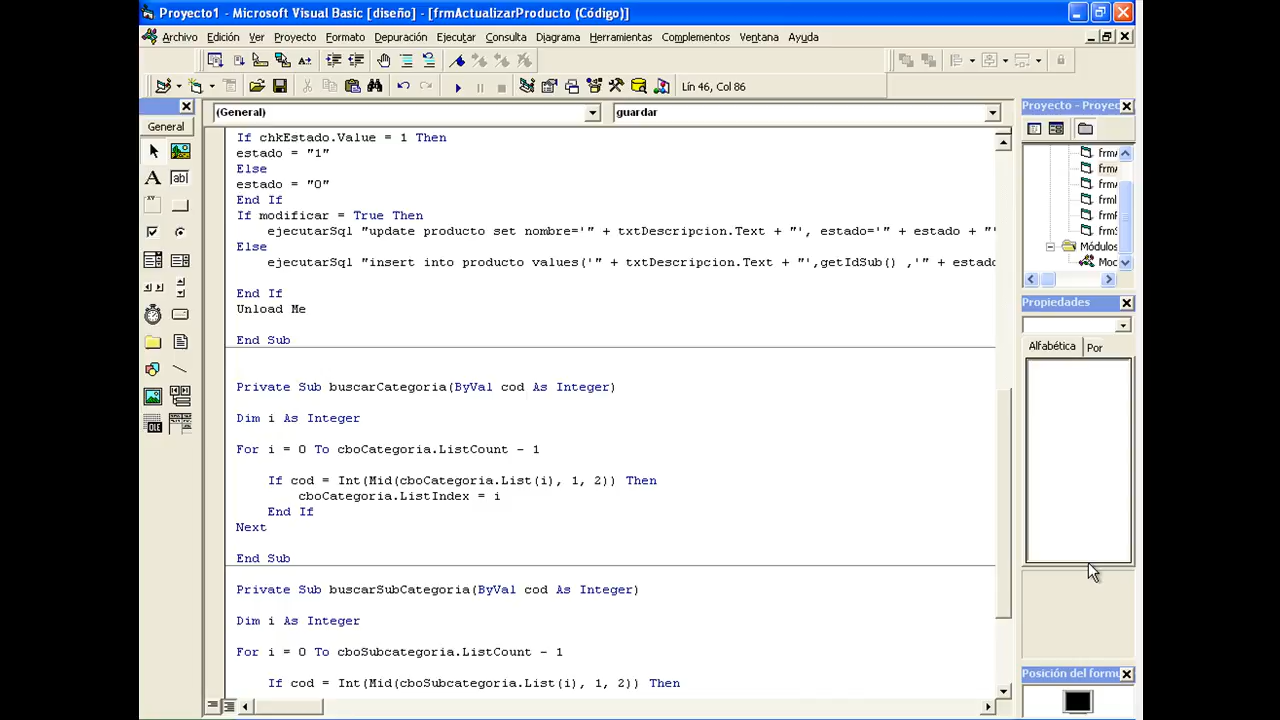 Proyecto1 - Microsoft Visual Basic [diseño] - [frmActualizarProducto (Código)]
Archivo Edición Ver Proyecto Formato Depuración Ejecutar Consulta Diagrama Herramientas Complementos Ventana Ayuda
Lín 46, Col 86
(General) guardar
General
If chkEstado.Value = 1 Then
estado = "1"
Else
estado = "0"
End If
If modificar = True Then
ejecutarSql "update producto set nombre='" + txtDescripcion.Text + "', estado='" + estado + "'
Else
ejecutarSql "insert into producto values('" + txtDescripcion.Text + "',getIdSub() ,'" + estado
End If
Unload Me
End Sub
Private Sub buscarCategoria(ByVal cod As Integer)
Dim i As Integer
For i = 0 To cboCategoria.ListCount - 1
If cod = Int(Mid(cboCategoria.List(i), 1, 2)) Then
cboCategoria.ListIndex = i
End If
Next
End Sub
Private Sub buscarSubCategoria(ByVal cod As Integer)
Dim i As Integer
For i = 0 To cboSubcategoria.ListCount - 1
If cod = Int(Mid(cboSubcategoria.List(i), 1, 2)) Then
Proyecto - Proyec
Módulos
Propiedades
Alfabética Por
Posición del formu